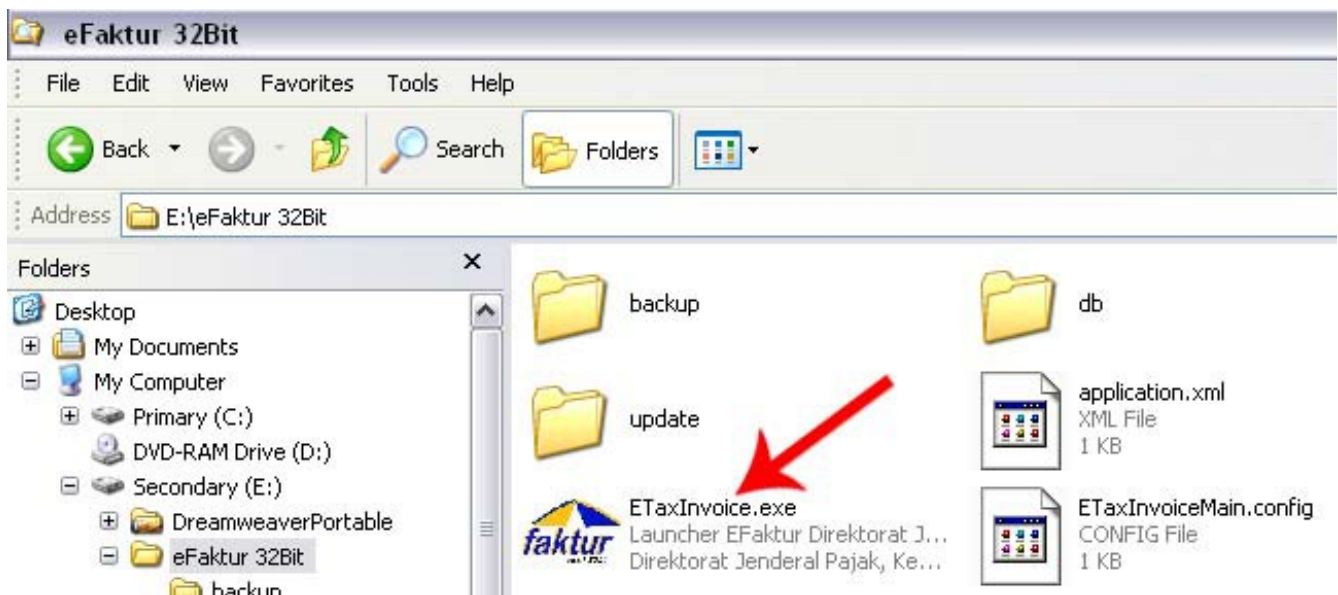 eFaktur 32Bit
File Edit View Favorites Tools Help
Back Search Folders
Address E:\eFaktur 32Bit
Folders
Desktop
My Documents
My Computer
Primary (C:)
DVD-RAM Drive (D:)
Secondary (E:)
DreamweaverPortable
eFaktur 32Bit
backup
backup
db
update
application.xml
XML File
1 KB
faktur
ETaxInvoice.exe
Launcher EFaktur Direktorat J...
Direktorat Jenderal Pajak, Ke...
ETaxInvoiceMain.config
CONFIG File
1 KB